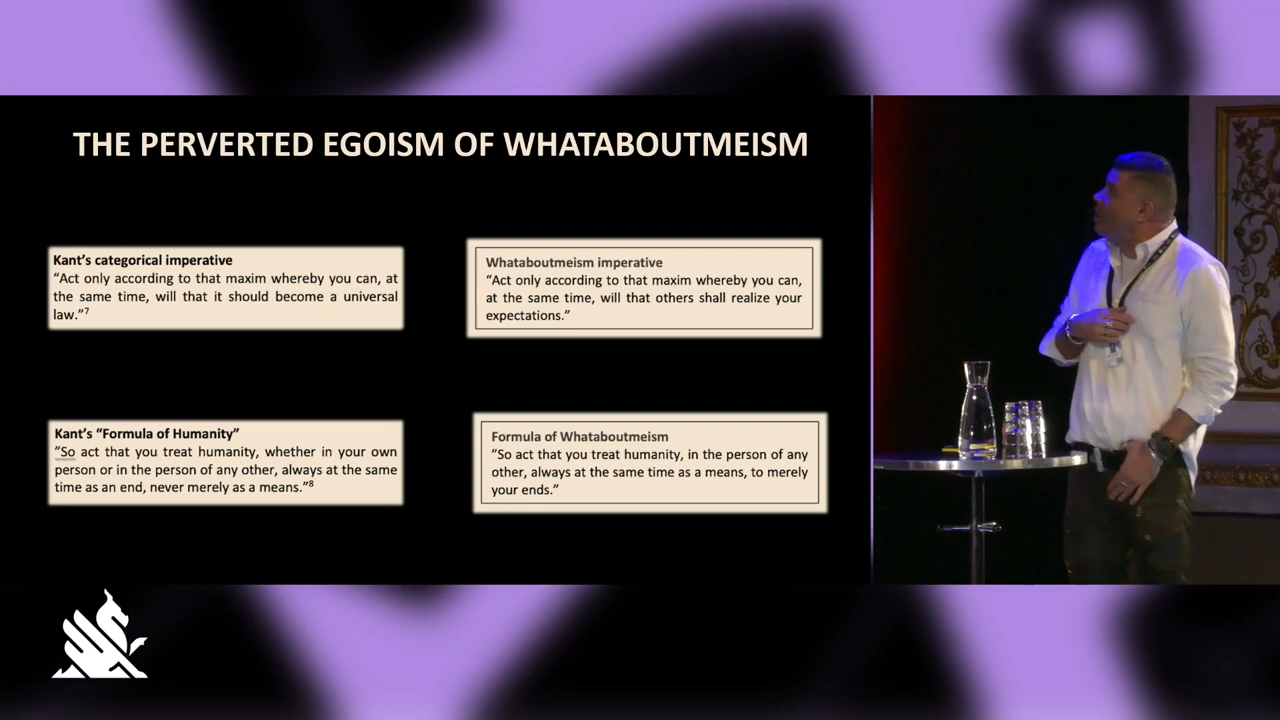 THE PERVERTED EGOISM OF WHATABOUTMEISM
Kant's categorical imperative
"Act only according to that maxim whereby you can, at
the same time, will that it should become a universal
law."⁷
Whataboutmeism imperative
"Act only according to that maxim whereby you can,
at the same time, will that others shall realize your
expectations."
Kant's "Formula of Humanity"
"So act that you treat humanity, whether in your own
person or in the person of any other, always at the same
time as an end, never merely as a means."⁸
Formula of Whataboutmeism
"So act that you treat humanity, in the person of any
other, always at the same time as a means, to merely
your ends."